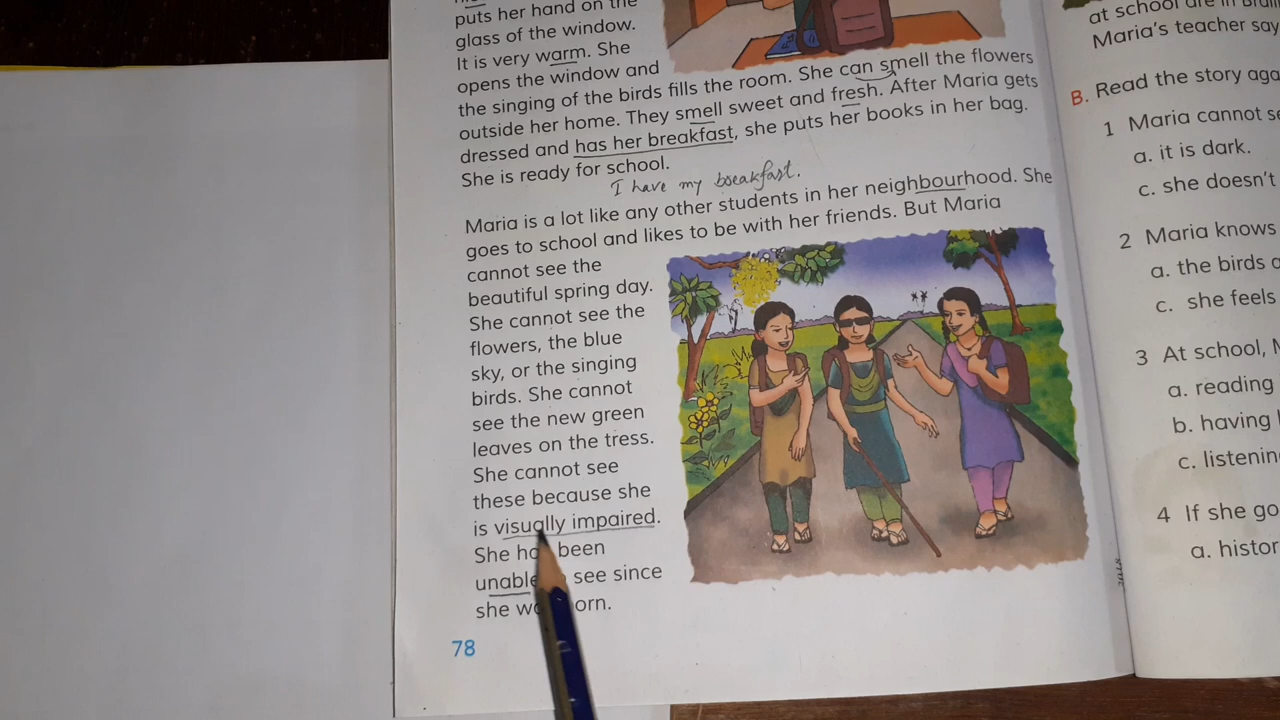 puts her hand on the
glass of the window.
It is very warm. She
opens the window and
the singing of the birds fills the room. She can smell the flowers
outside her home. They smell sweet and fresh. After Maria gets
dressed and has her breakfast, she puts her books in her bag.
She is ready for school.
I have my breakfast.
Maria is a lot like any other students in her neighbourhood. She
goes to school and likes to be with her friends. But Maria
cannot see the
beautiful spring day.
She cannot see the
flowers, the blue
sky, or the singing
birds. She cannot
see the new green
leaves on the tress.
She cannot see
these because she
is visually impaired.
She been
unable see since
she
78
at school are in
Maria's teacher say
B. Read the story
1 Maria cannot
a. it is dark.
c. she doesn't
2 Maria knows
a. the birds
c. she feels
3 At school,
a. reading
b. having
c.
4 If she go
a.